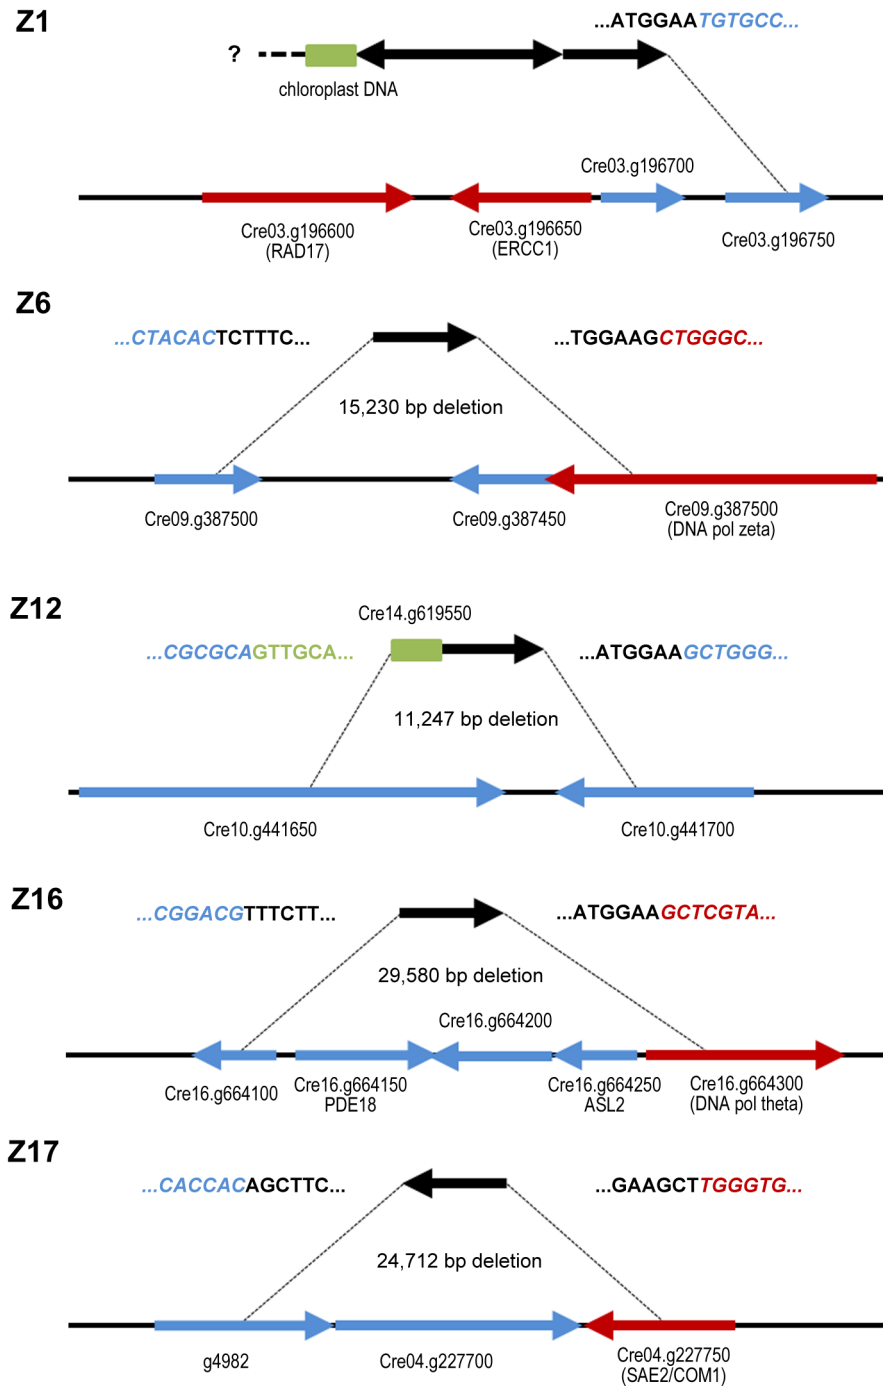 Z1
...ATGGAATGTGCC...
?
chloroplast DNA
Cre03.g196700
Cre03.g196600
(RAD17)
Cre03.g196650
(ERCC1)
Cre03.g196750
Z6
...CTACACTCTTTC...
...TGGAAGCTGGGC...
15,230 bp deletion
Cre09.g387500
Cre09.g387450
Cre09.g387500
(DNA pol zeta)
Z12
Cre14.g619550
...CGCGCAGTTGCA...
...ATGGAAGCTGGG...
11,247 bp deletion
Cre10.g441650
Cre10.g441700
Z16
...CGGACGTTTCTT...
...ATGGAAGCTCGTA...
29,580 bp deletion
Cre16.g664200
Cre16.g664100
Cre16.g664150
PDE18
Cre16.g664250
ASL2
Cre16.g664300
(DNA pol theta)
Z17
...CACCACAGCTTC...
...GAAGCTTGGGTG...
24,712 bp deletion
g4982
Cre04.g227700
Cre04.g227750
(SAE2/COM1)